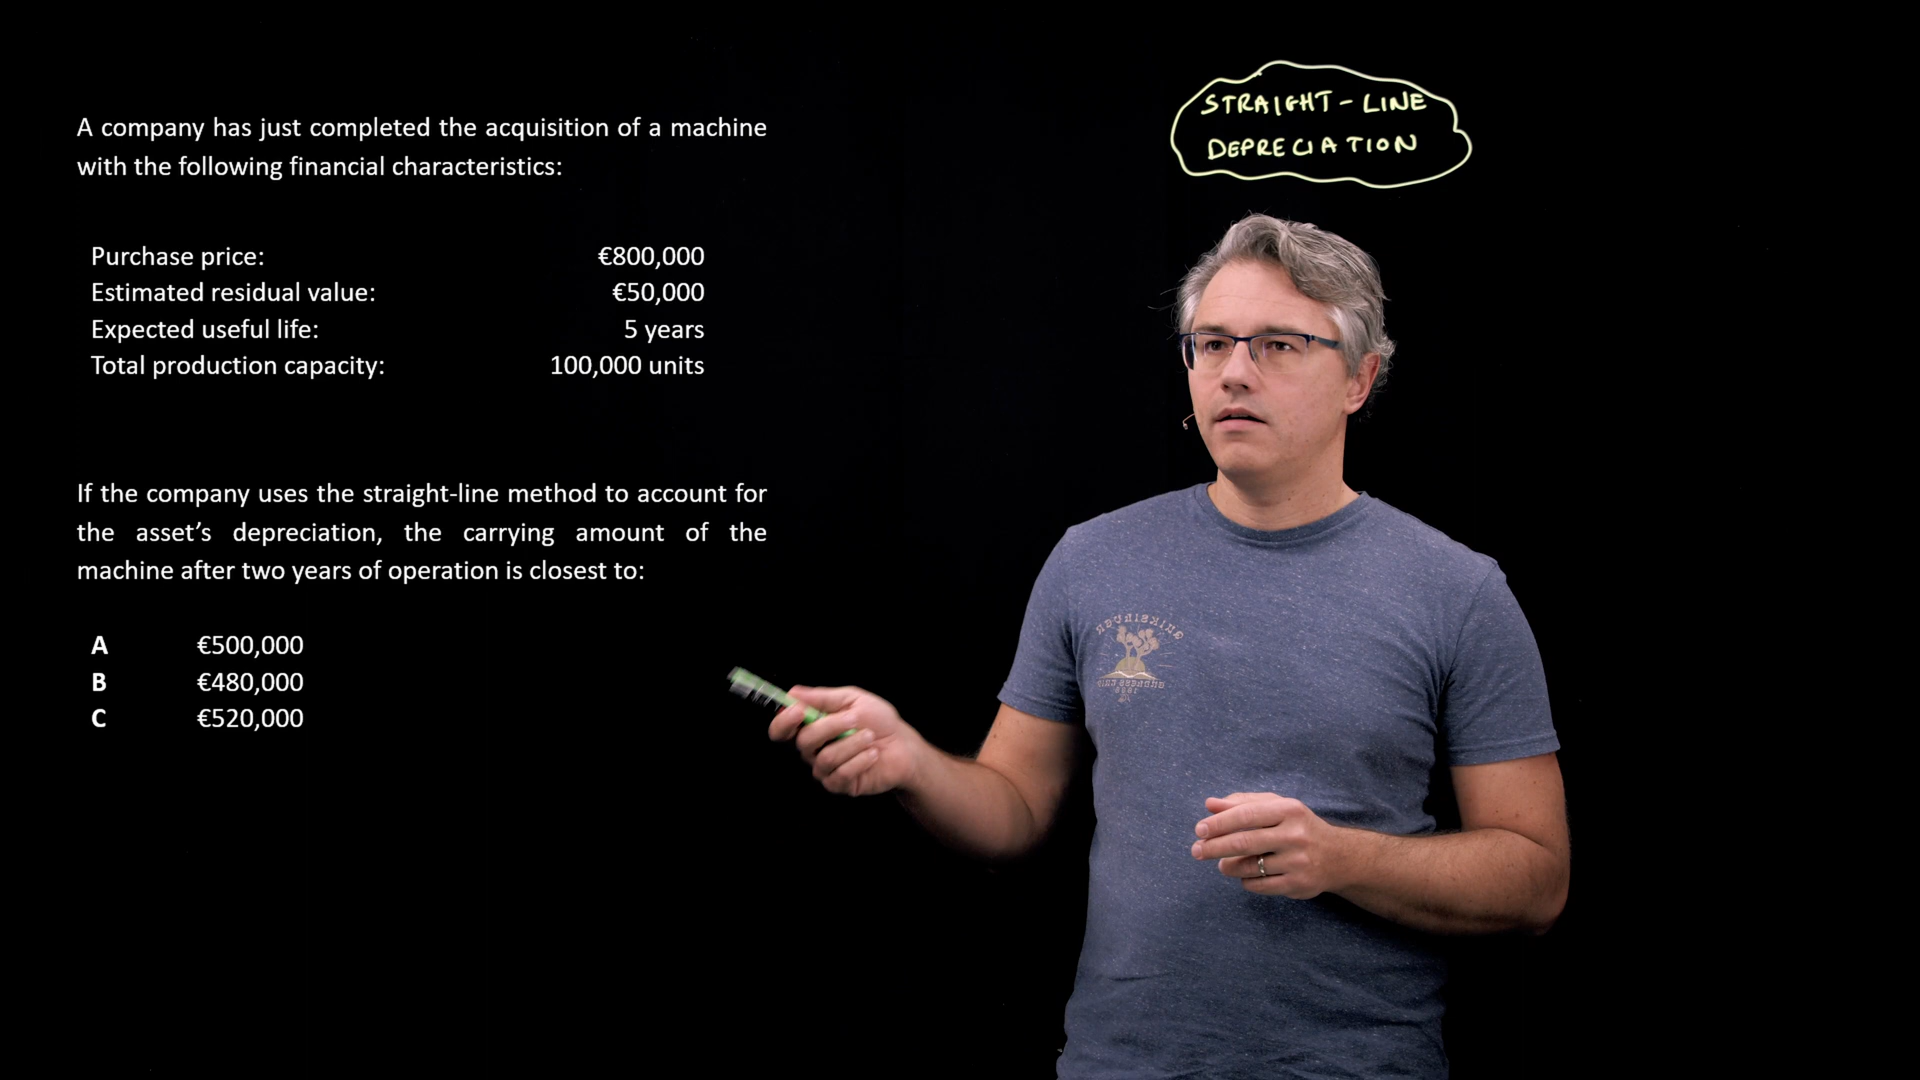 STRAIGHT-LINE
DEPRECIATION
A company has just completed the acquisition of a machine
with the following financial characteristics:
Purchase price: €800,000
Estimated residual value: €50,000
Expected useful life: 5 years
Total production capacity: 100,000 units
If the company uses the straight-line method to account for
the asset’s depreciation, the carrying amount of the
machine after two years of operation is closest to:
A €500,000
B €480,000
C €520,000